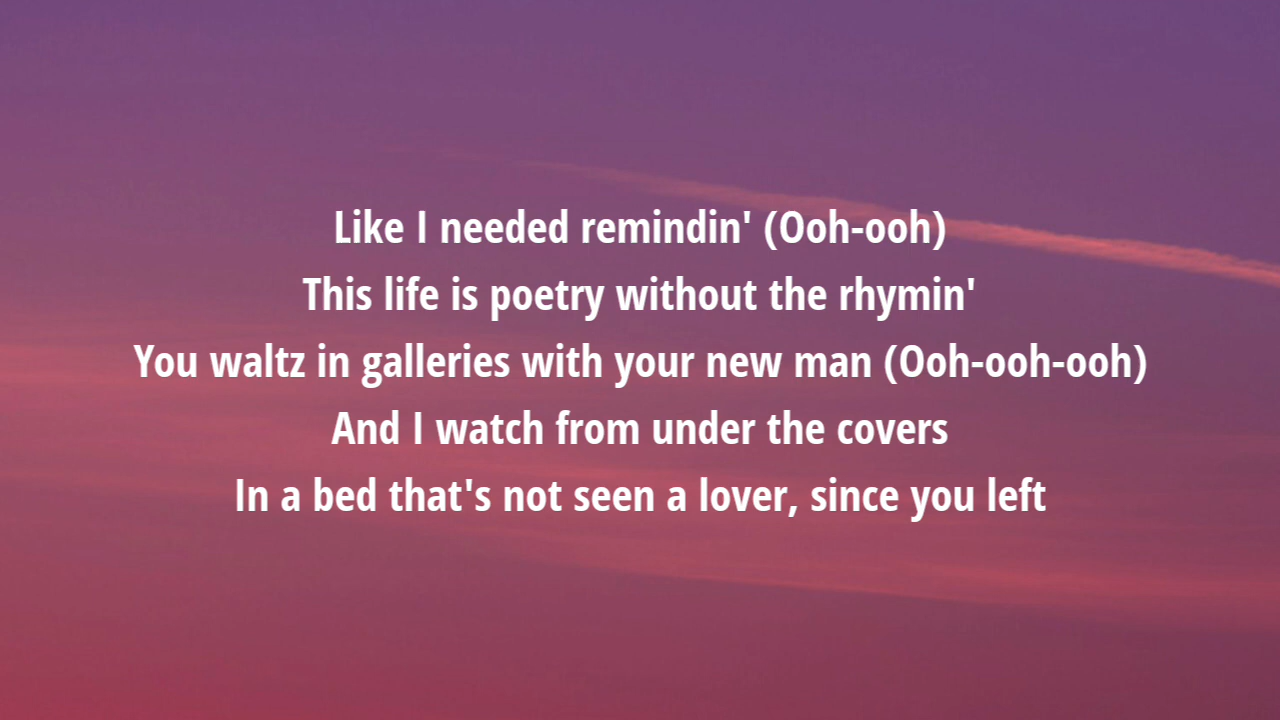 Like I needed remindin' (Ooh-ooh)
This life is poetry without the rhymin'
You waltz in galleries with your new man (Ooh-ooh-ooh)
And I watch from under the covers
In a bed that's not seen a lover, since you left